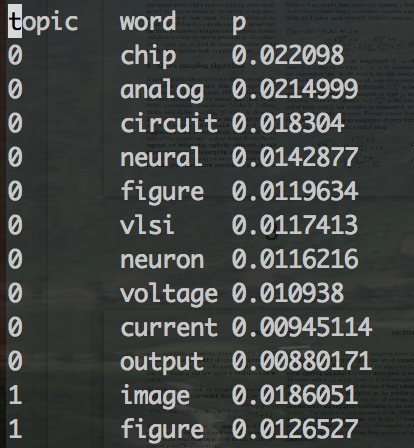 topic word p
0 chip 0.022098
0 analog 0.0214999
0 circuit 0.018304
0 neural 0.0142877
0 figure 0.0119634
0 vlsi 0.0117413
0 neuron 0.0116216
0 voltage 0.010938
0 current 0.00945114
0 output 0.00880171
1 image 0.0186051
1 figure 0.0126527